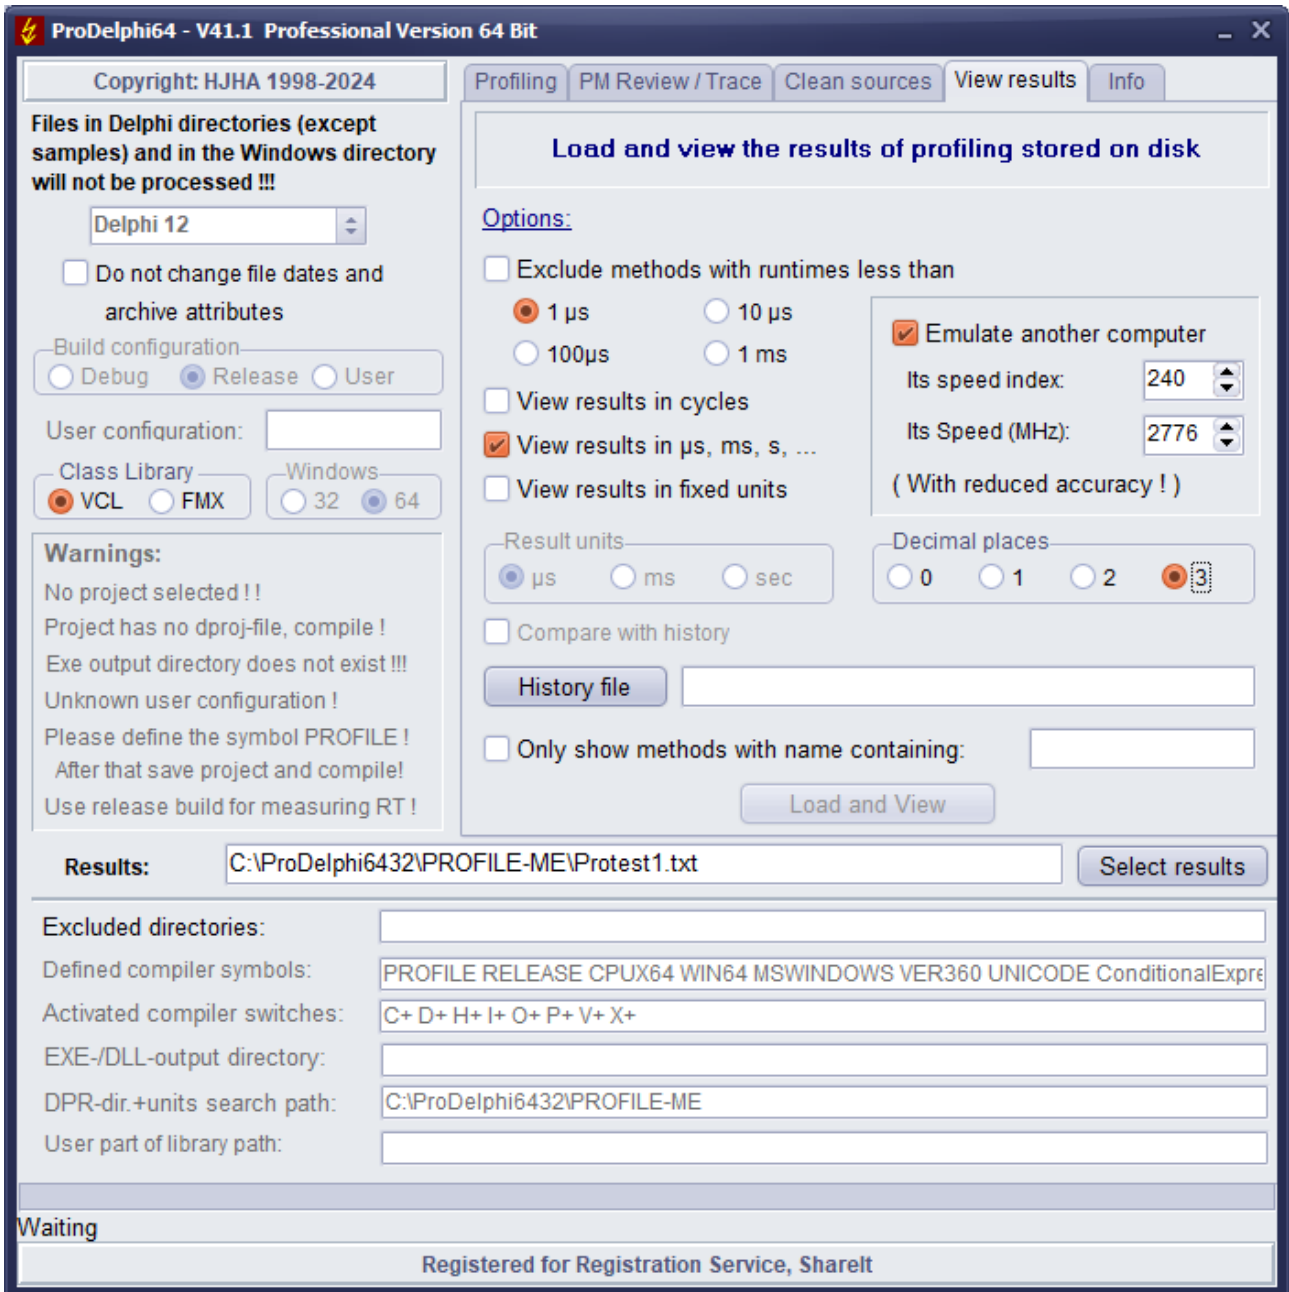 ProDelphi64 - V41.1 Professional Version 64 Bit
Copyright: HJHA 1998-2024
Files in Delphi directories (except
samples) and in the Windows directory
will not be processed !!!
Delphi 12
Do not change file dates and
archive attributes
Build configuration
Debug Release User
User configuration:
Class Library
VCL FMX
Windows
32 64
Warnings:
No project selected ! !
Project has no dproj-file, compile !
Exe output directory does not exist !!!
Unknown user configuration !
Please define the symbol PROFILE !
After that save project and compile!
Use release build for measuring RT !
Profiling PM Review / Trace Clean sources View results Info
Load and view the results of profiling stored on disk
Options:
Exclude methods with runtimes less than
1 µs 10 µs
100µs 1 ms
View results in cycles
View results in µs, ms, s, ...
View results in fixed units
Emulate another computer
Its speed index: 240
Its Speed (MHz): 2776
( With reduced accuracy ! )
Result units
µs ms sec
Decimal places
0 1 2 3
Compare with history
History file
Only show methods with name containing:
Load and View
Results: C:\ProDelphi6432\PROFILE-ME\Protest1.txt Select results
Excluded directories:
Defined compiler symbols: PROFILE RELEASE CPUX64 WIN64 MSWINDOWS VER360 UNICODE ConditionalExpre
Activated compiler switches: C+ D+ H+ I+ O+ P+ V+ X+
EXE-/DLL-output directory:
DPR-dir.+units search path: C:\ProDelphi6432\PROFILE-ME
User part of library path:
Waiting
Registered for Registration Service, ShareIt